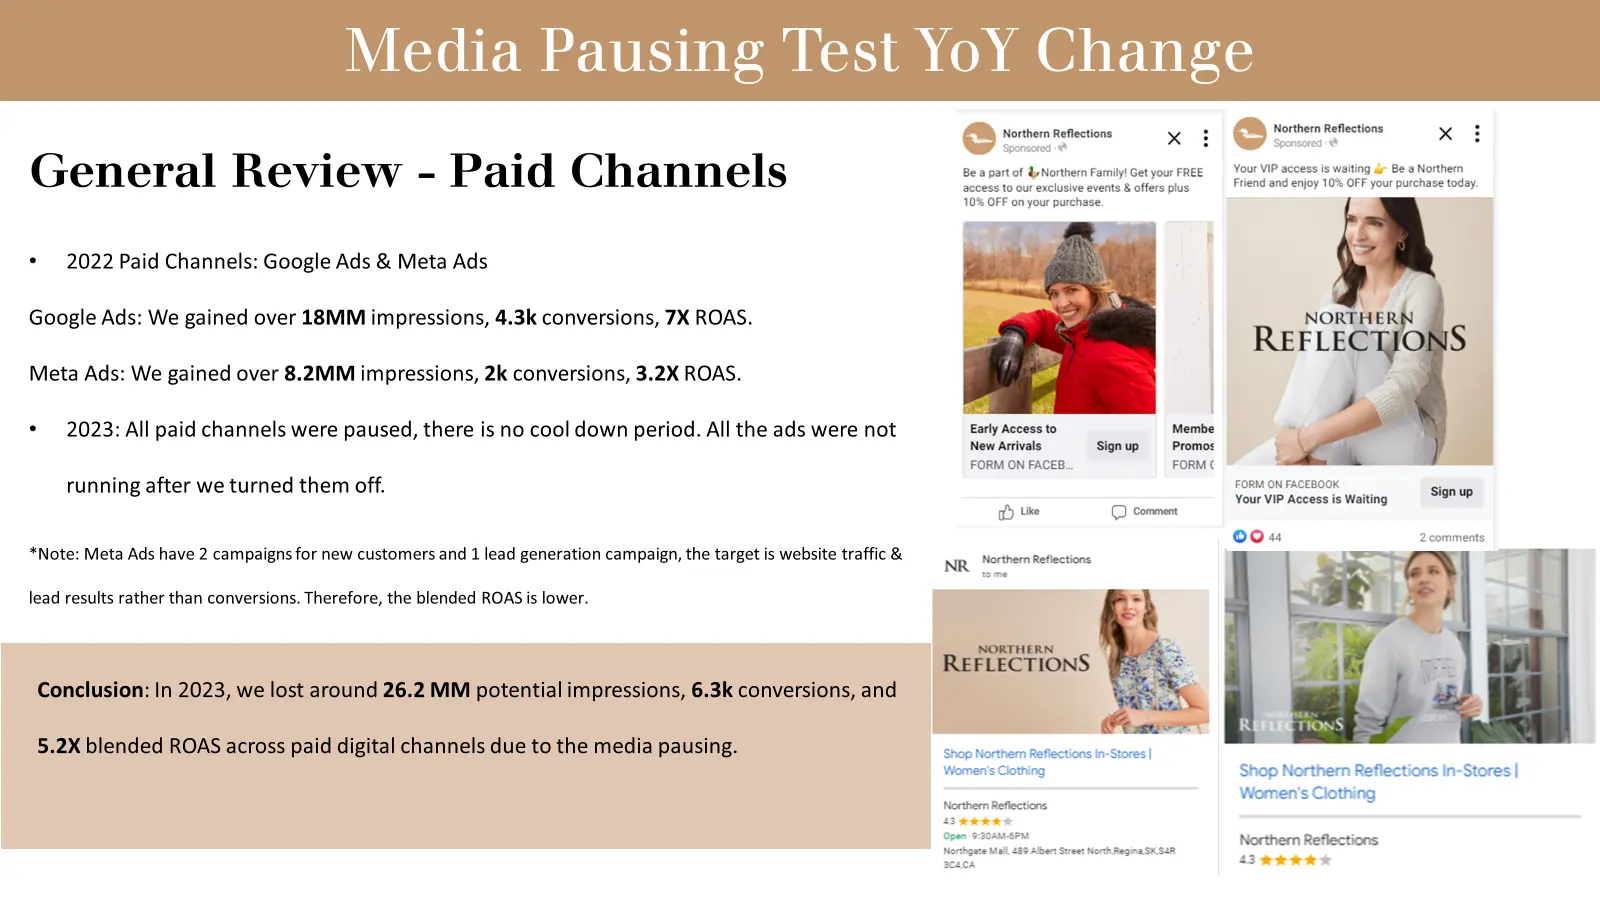 Media Pausing Test YoY Change
General Review - Paid Channels
• 2022 Paid Channels: Google Ads & Meta Ads
Google Ads: We gained over 18MM impressions, 4.3k conversions, 7X ROAS.
Meta Ads: We gained over 8.2MM impressions, 2k conversions, 3.2X ROAS.
• 2023: All paid channels were paused, there is no cool down period. All the ads were not
running after we turned them off.
*Note: Meta Ads have 2 campaigns for new customers and 1 lead generation campaign, the target is website traffic &
lead results rather than conversions. Therefore, the blended ROAS is lower.
Conclusion: In 2023, we lost around 26.2 MM potential impressions, 6.3k conversions, and
5.2X blended ROAS across paid digital channels due to the media pausing.
Northern Reflections
Sponsored ·
Be a part of Northern Family! Get your FREE
access to our exclusive events & offers plus
10% OFF on your purchase.
Early Access to
New Arrivals
FORM ON FACEB...
Sign up
Membe
Promos
FORM
Like
Comment
Northern Reflections
Sponsored ·
Your VIP access is waiting 👉 Be a Northern
Friend and enjoy 10% OFF your purchase today.
NORTHERN
REFLECTIONS
FORM ON FACEBOOK
Your VIP Access is Waiting
Sign up
44
2 comments
NR
Northern Reflections
to me
NORTHERN
REFLECTIONS
Shop Northern Reflections In-Stores |
Women's Clothing
Northern Reflections
4.3 ★★★★★
Open · 9:30AM-6PM
Northgate Mall, 489 Albert Street North,Regina,SK,S4R
3C4,CA
NORTHERN
REFLECTIONS
Shop Northern Reflections In-Stores |
Women's Clothing
Northern Reflections
4.3 ★★★★★